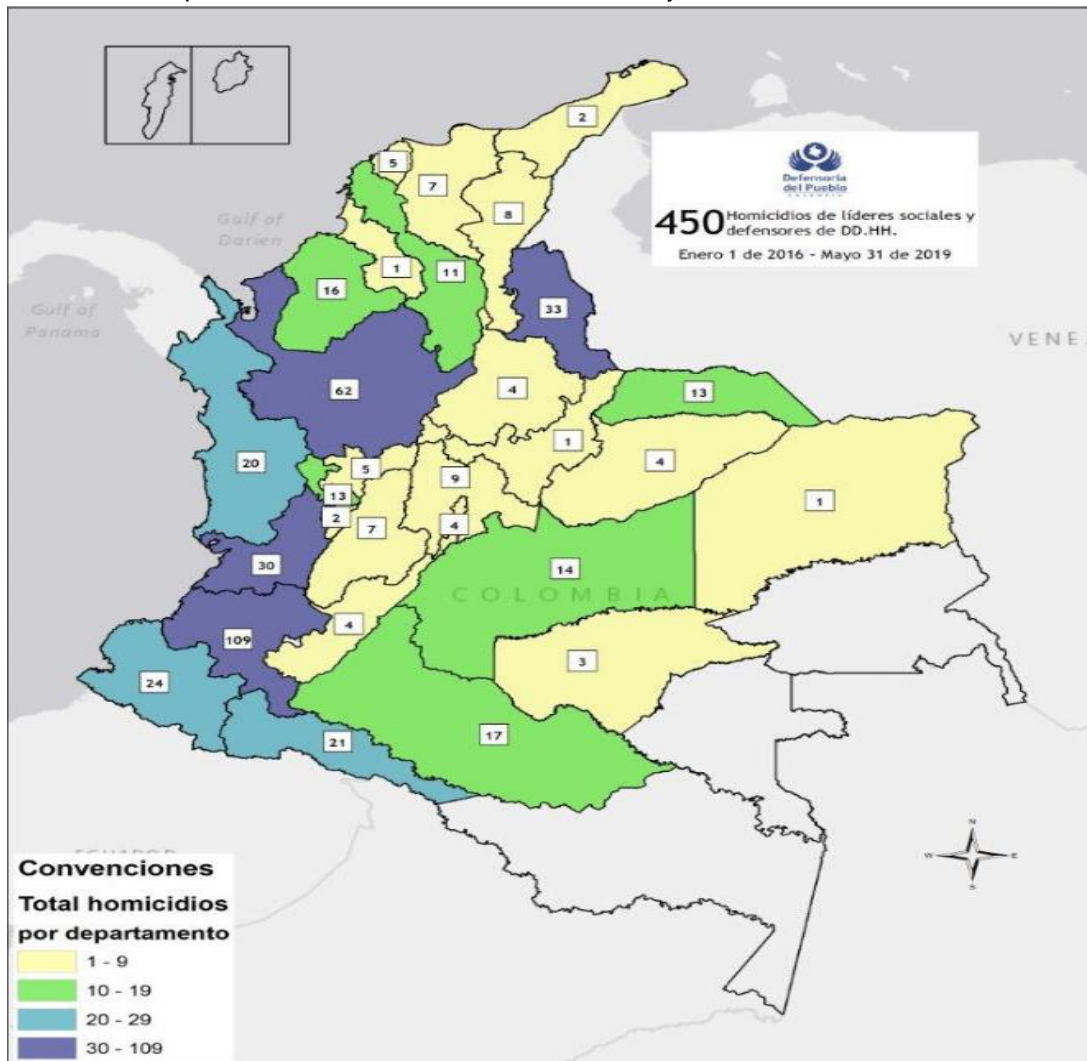 2
5
7
Defensoría
del Pueblo
COLOMBIA
450 Homicidios de líderes sociales y
defensores de DD.HH.
Enero 1 de 2016 - Mayo 31 de 2019
8
Gulf of
Darien
1
11
16
33
Gulf of
Panama
VENE
62
4
13
20
1
5
9
4
13
2
7
4
1
30
14
COLOMBIA
4
109
3
24
17
21
N
W
E
S
ECUADOR
Convenciones
Total homicidios
por departamento
1 - 9
10 - 19
20 - 29
30 - 109